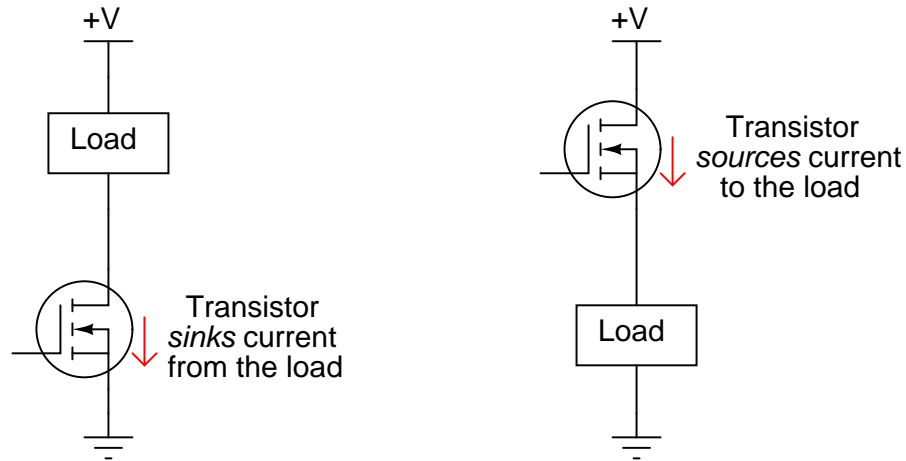 +V
Load
Transistor
sinks current
from the load
+V
Transistor
sources current
to the load
Load